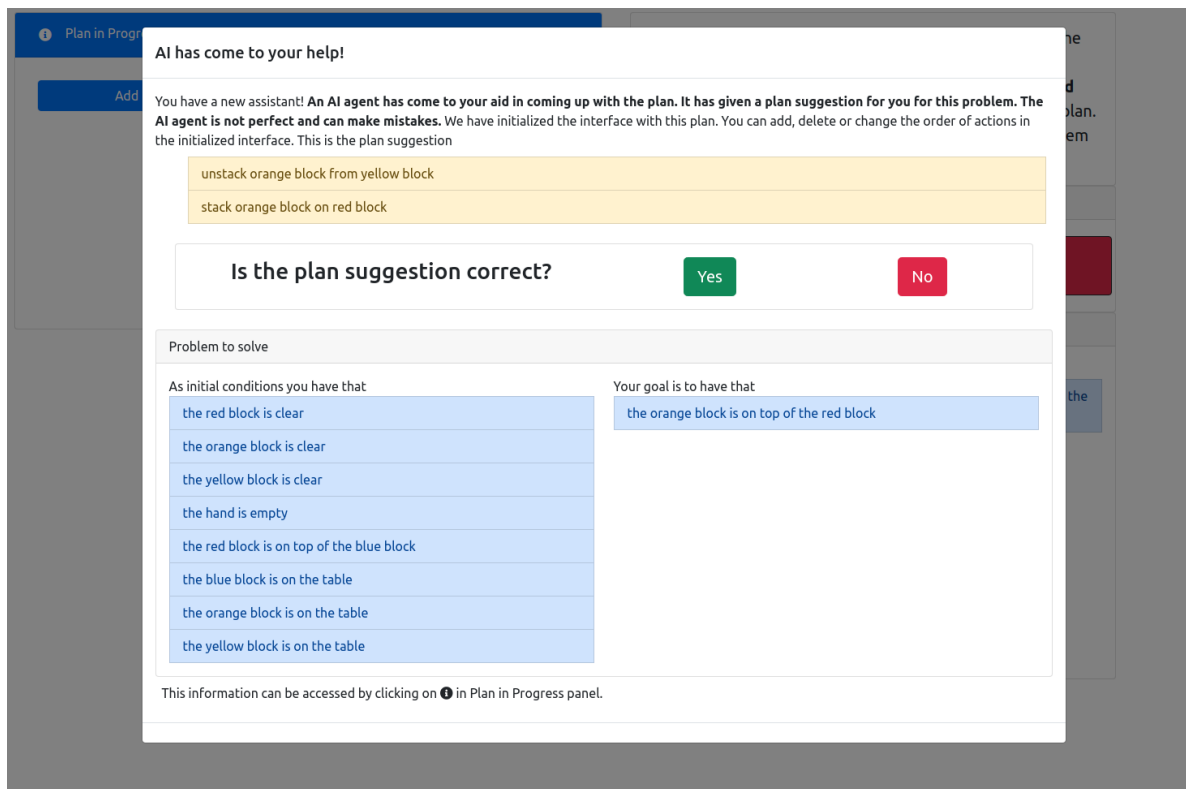 Plan in Progr
AI has come to your help!
he
Add
You have a new assistant! An AI agent has come to your aid in coming up with the plan. It has given a plan suggestion for you for this problem. The
AI agent is not perfect and can make mistakes. We have initialized the interface with this plan. You can add, delete or change the order of actions in
the initialized interface. This is the plan suggestion
d
plan.
em
unstack orange block from yellow block
stack orange block on red block
Is the plan suggestion correct?
Yes
No
Problem to solve
As initial conditions you have that
the red block is clear
the orange block is clear
the yellow block is clear
the hand is empty
the red block is on top of the blue block
the blue block is on the table
the orange block is on the table
the yellow block is on the table
Your goal is to have that
the orange block is on top of the red block
the
This information can be accessed by clicking on in Plan in Progress panel.